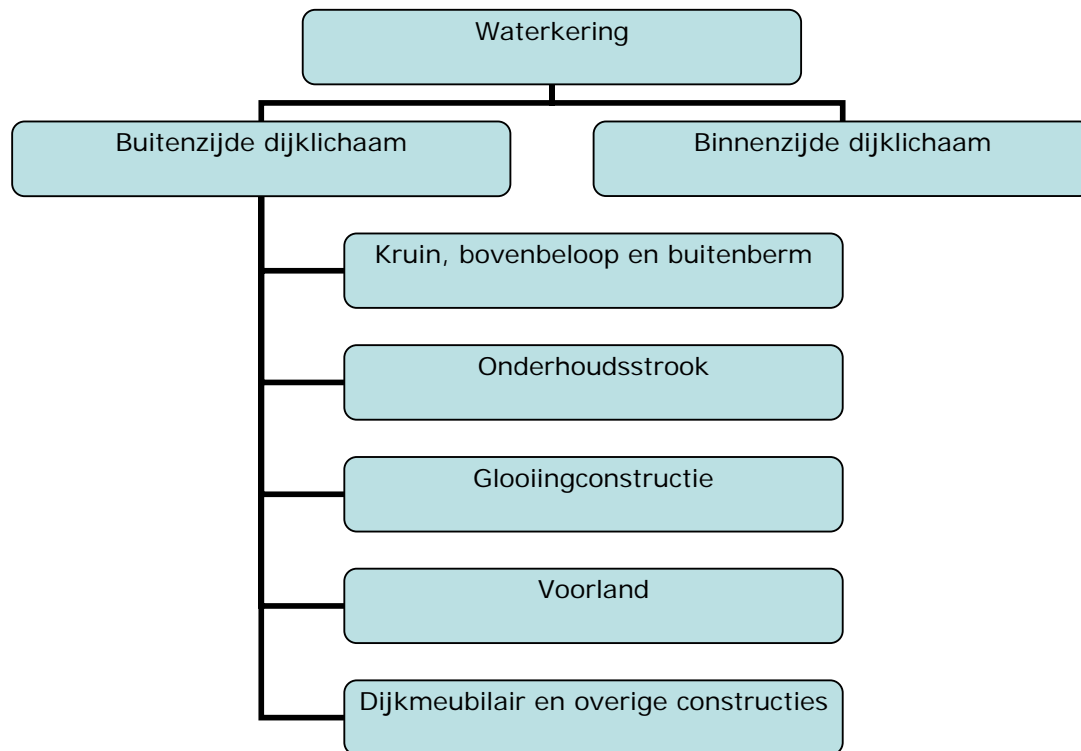 Waterkering
Buitenzijde dijklichaam
Binnenzijde dijklichaam
Kruin, bovenbeloop en buitenberm
Onderhoudsstrook
Glooiingconstructie
Voorland
Dijkmeubilair en overige constructies